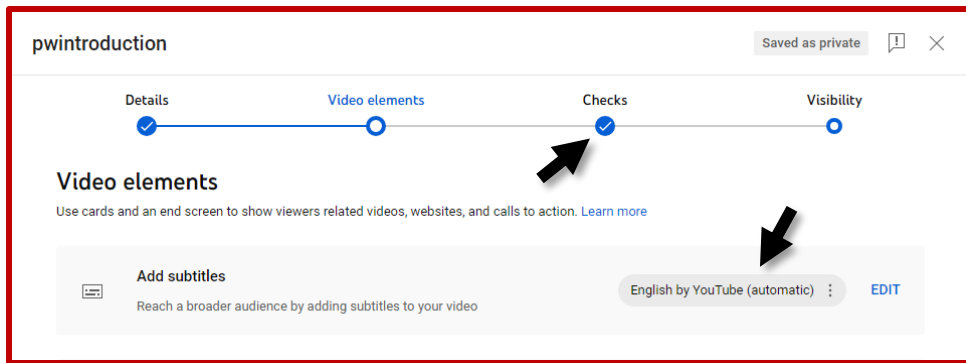 pwintroduction
Saved as private
Details
Video elements
Checks
Visibility
Video elements
Use cards and an end screen to show viewers related videos, websites, and calls to action. Learn more
Add subtitles
Reach a broader audience by adding subtitles to your video
English by YouTube (automatic)
EDIT